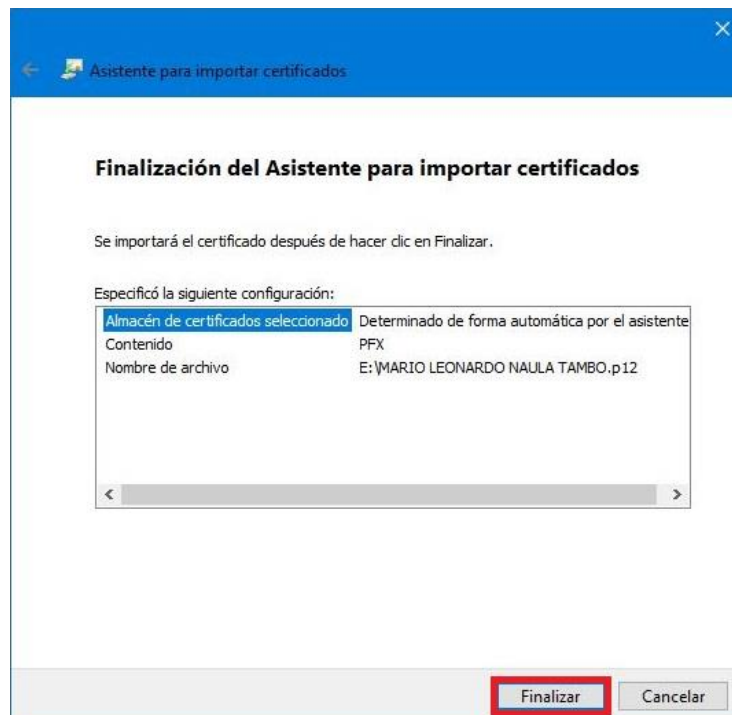 Asistente para importar certificados
Finalización del Asistente para importar certificados
Se importará el certificado después de hacer clic en Finalizar.
Especificó la siguiente configuración:
Almacén de certificados seleccionado Determinado de forma automática por el asistente
Contenido PFX
Nombre de archivo E:\MARIO LEONARDO NAULA TAMBO.p12
Finalizar Cancelar